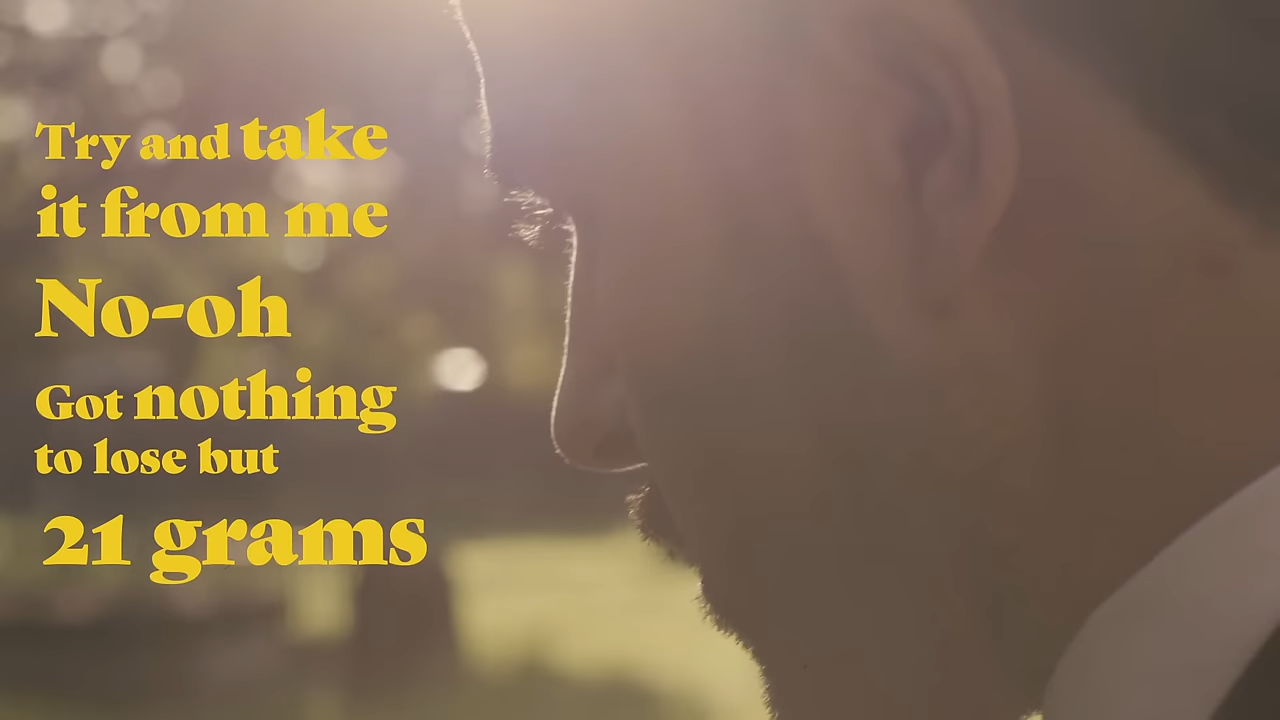 Try and take
it from me
No-oh
Got nothing
to lose but
21 grams